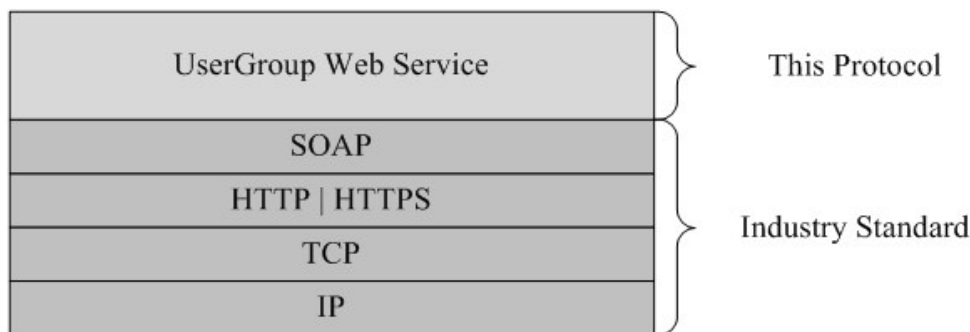 UserGroup Web Service
This Protocol
SOAP
HTTP | HTTPS
TCP
IP
Industry Standard